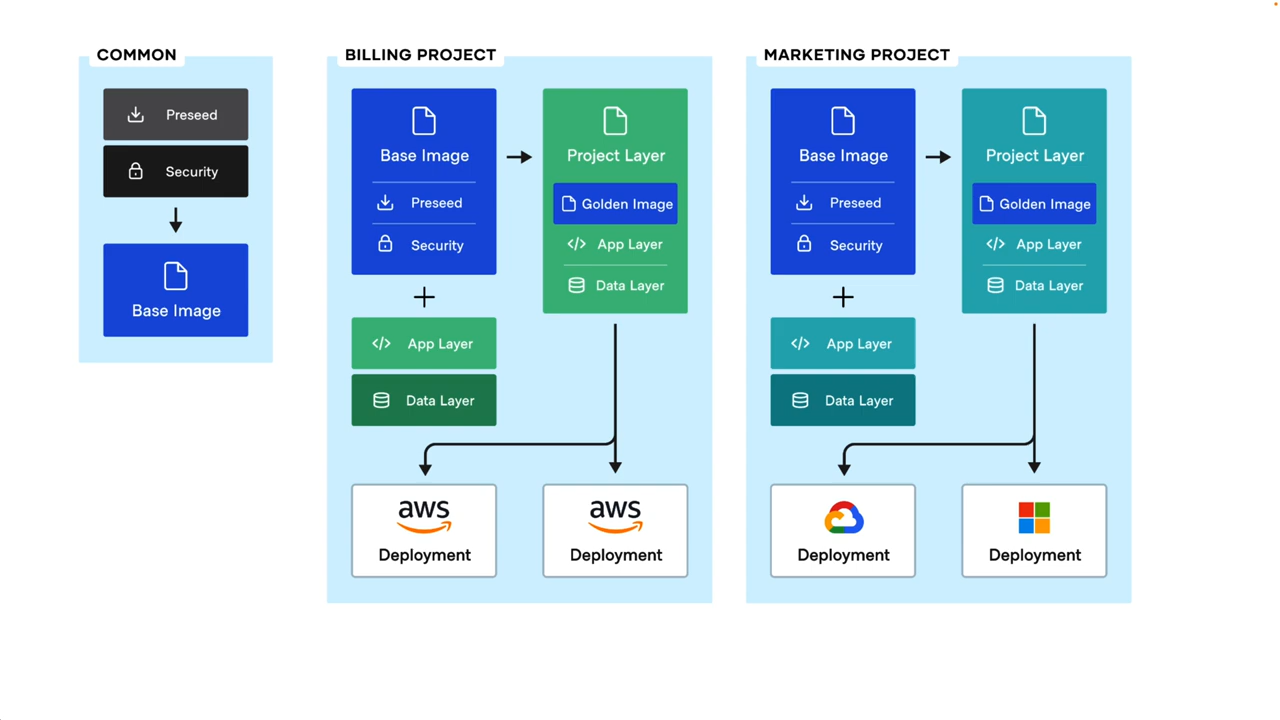 COMMON
Preseed
Security
Base Image
BILLING PROJECT
Base Image
Preseed
Security
App Layer
Data Layer
Project Layer
Golden Image
App Layer
Data Layer
aws
Deployment
aws
Deployment
MARKETING PROJECT
Base Image
Preseed
Security
App Layer
Data Layer
Project Layer
Golden Image
App Layer
Data Layer
Deployment
Deployment